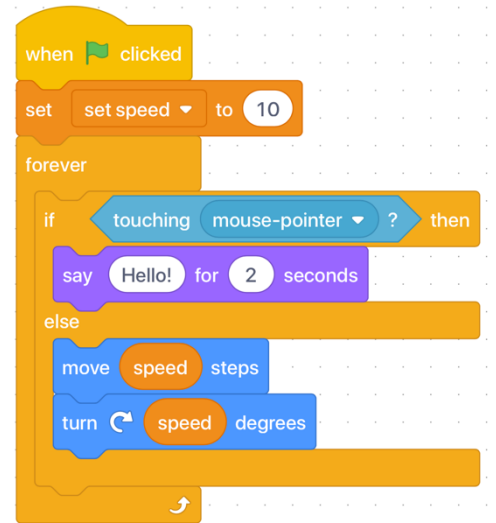 when clicked
set set speed to 10
forever
if touching mouse-pointer ? then
say Hello! for 2 seconds
else
move speed steps
turn speed degrees